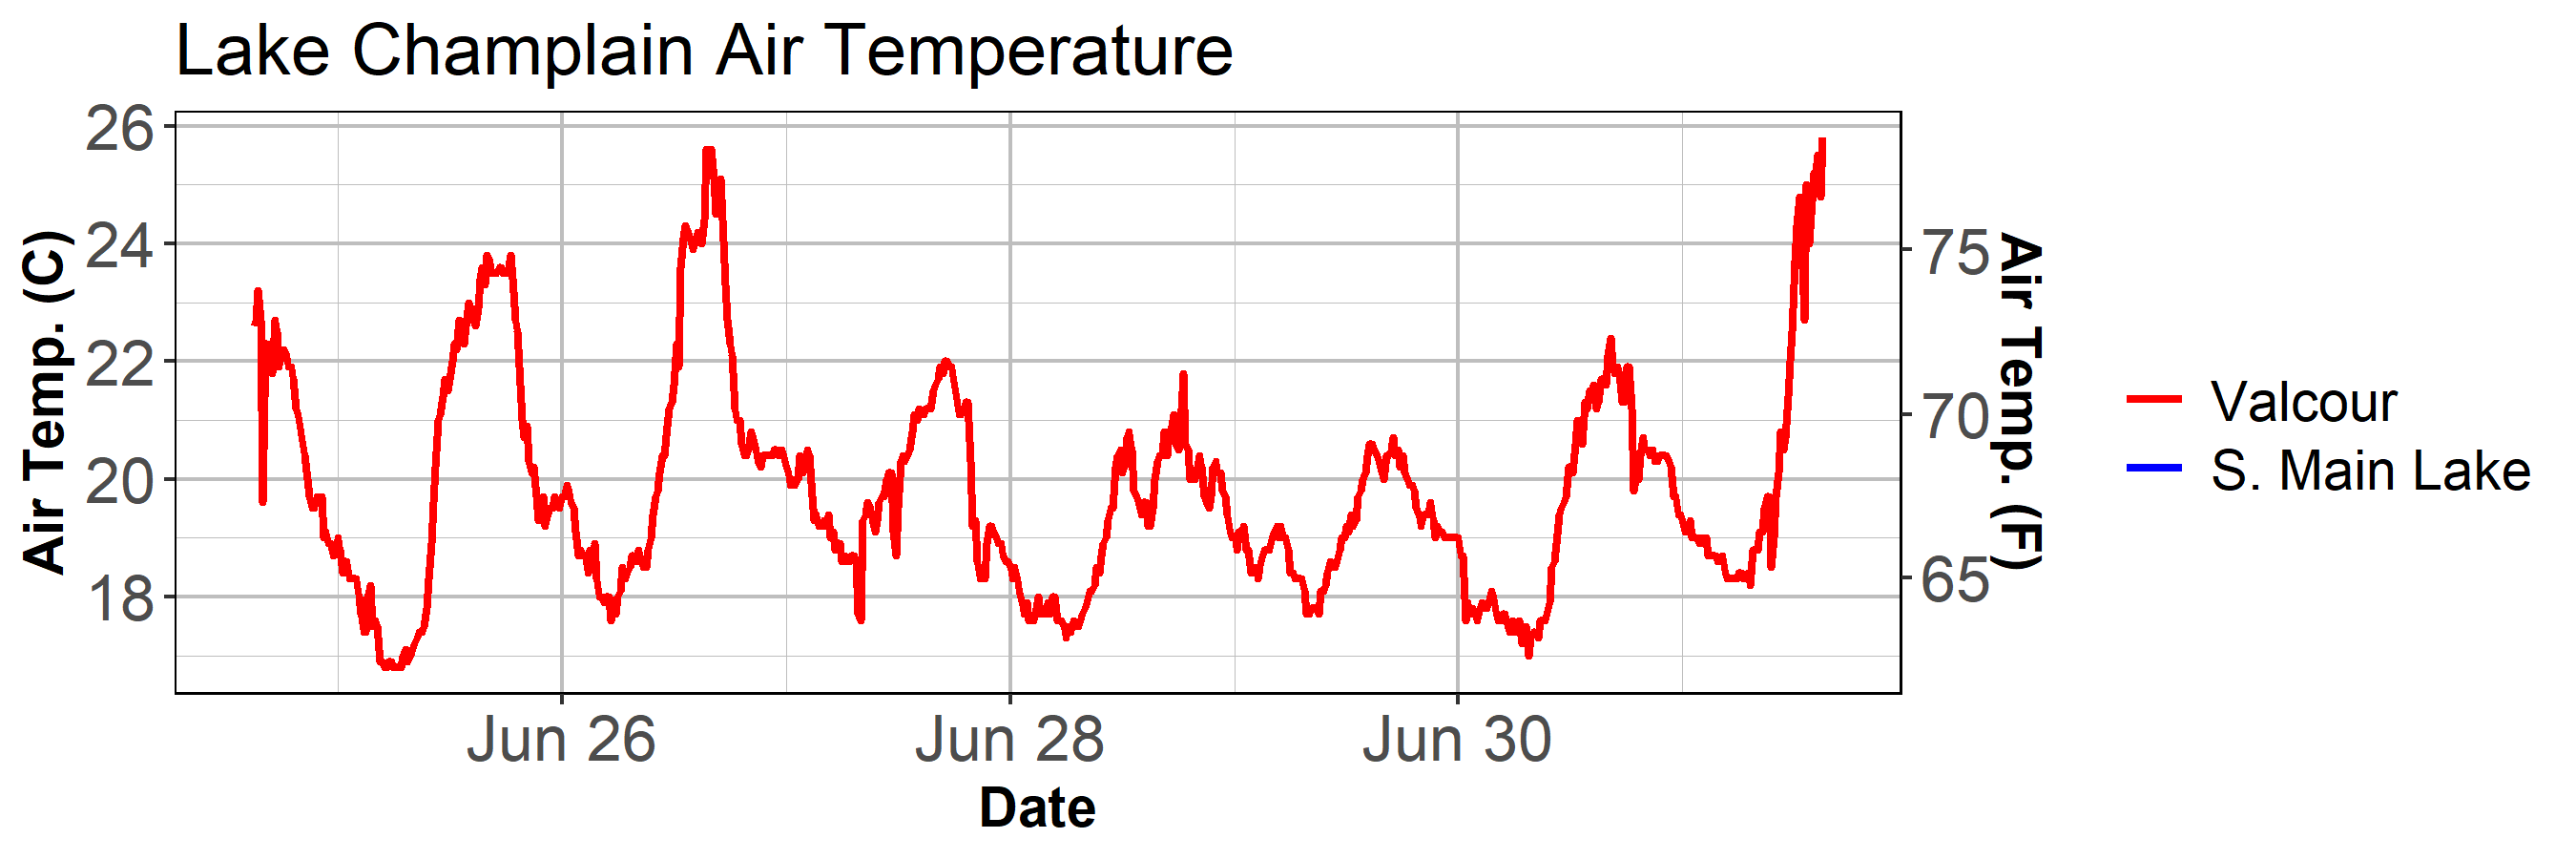 Lake Champlain Air Temperature
Air Temp. (C)
26
24
22
20
18
75
70
65
Air Temp. (F)
Jun 26
Jun 28
Jun 30
Date
Valcour
S. Main Lake